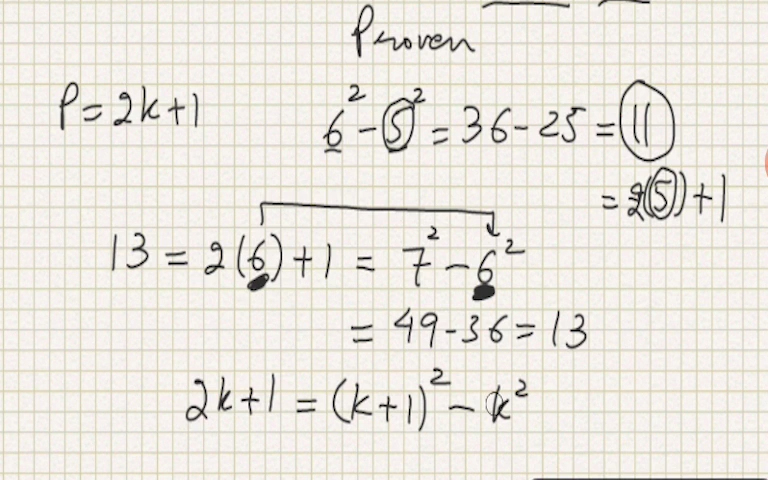 Proven
P = 2k+1
6² - 5² = 36 - 25 = 11
= 2(5) + 1
13 = 2(6) + 1 = 7² - 6²
= 49 - 36 = 13
2k+1 = (k+1)² - k²